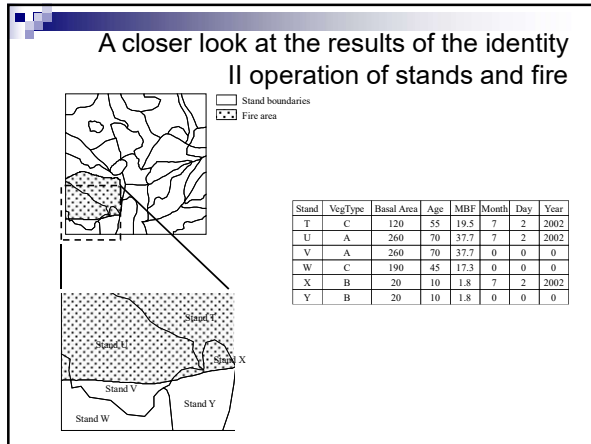 A closer look at the results of the identity
II operation of stands and fire
Stand boundaries
Fire area
Stand VegType Basal Area Age MBF Month Day Year
T C 120 55 19.5 7 2 2002
U A 260 70 37.7 7 2 2002
V A 260 70 37.7 0 0 0
W C 190 45 17.3 0 0 0
X B 20 10 1.8 7 2 2002
Y B 20 10 1.8 0 0 0
Stand T
Stand U
Stand X
Stand V
Stand Y
Stand W